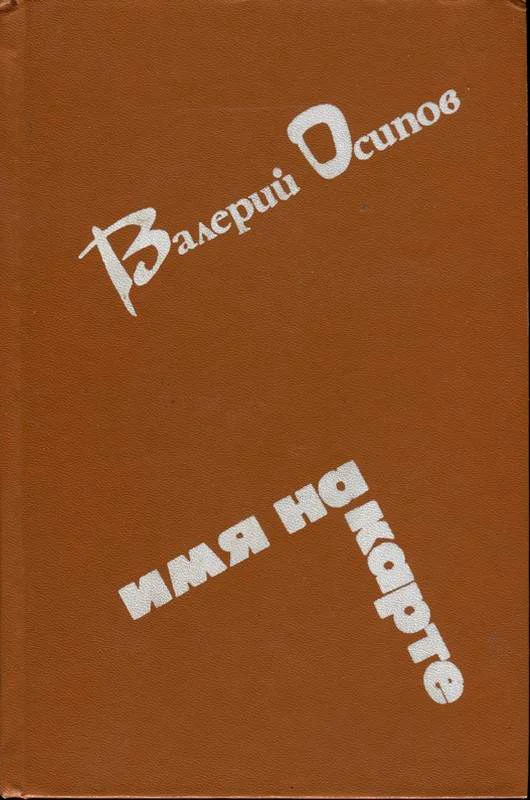 Валерий Осипов
имя на карте